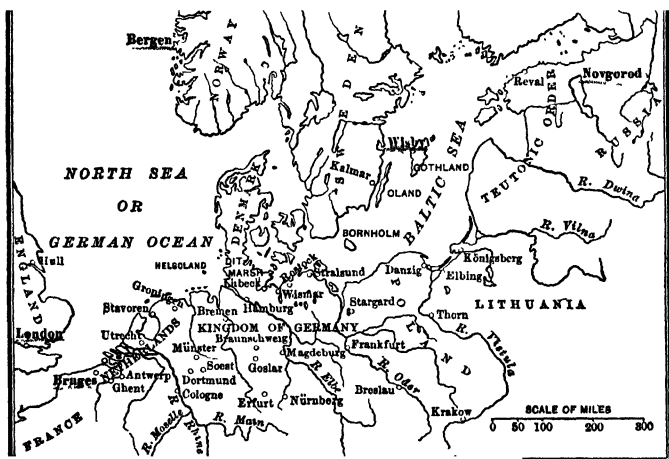 Bergen
NORWAY
SWEDEN
Reval
Novgorod
RUSSIA
TEUTONIC ORDER
Wisby
GOTHLAND
Kalmar
OLAND
BALTIC SEA
R. Dwina
R. Vilna
NORTH SEA
OR
GERMAN OCEAN
DENMARK
BORNHOLM
ENGLAND
Hull
HELGOLAND
DITMARSH
Lubeck
Rostock
Stralsund
Wismar
Danzig
Königsberg
Elbing
Groningen
Stavoren
Bremen
Hamburg
Stargard
LITHUANIA
London
Utrecht
NETHERLANDS
KINGDOM OF GERMANY
Braunschweig
Thorn
Münster
Magdeburg
Frankfurt
LAND
R. Vistula
Bruges
Antwerp
Ghent
Soest
Dortmund
Goslar
Cologne
R. Elbe
R. Oder
Breslau
Erfurt
Nürnberg
Krakow
FRANCE
R. Moselle
R. Rhine
R. Main
SCALE OF MILES
0 50 100 200 300